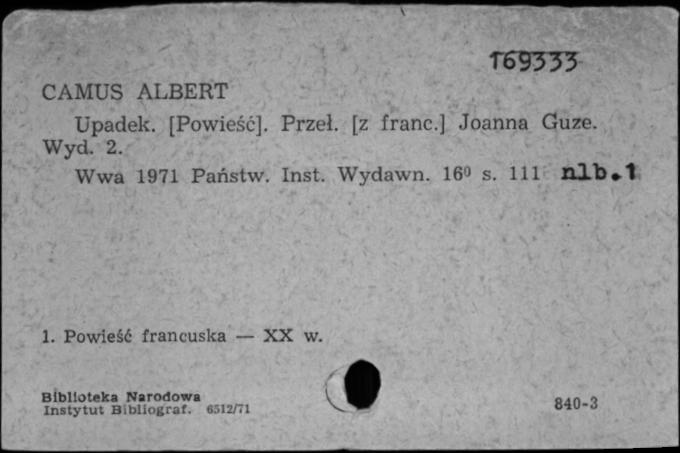 T69333
CAMUS ALBERT
Upadek. [Powieść]. Przeł. [z franc.] Joanna Guze.
Wyd. 2.
Wwa 1971 Państw. Inst. Wydawn. 16⁰ s. 111 nlb.1
1. Powieść francuska — XX w.
Biblioteka Narodowa
Instytut Bibliograf. 6512/71
840-3